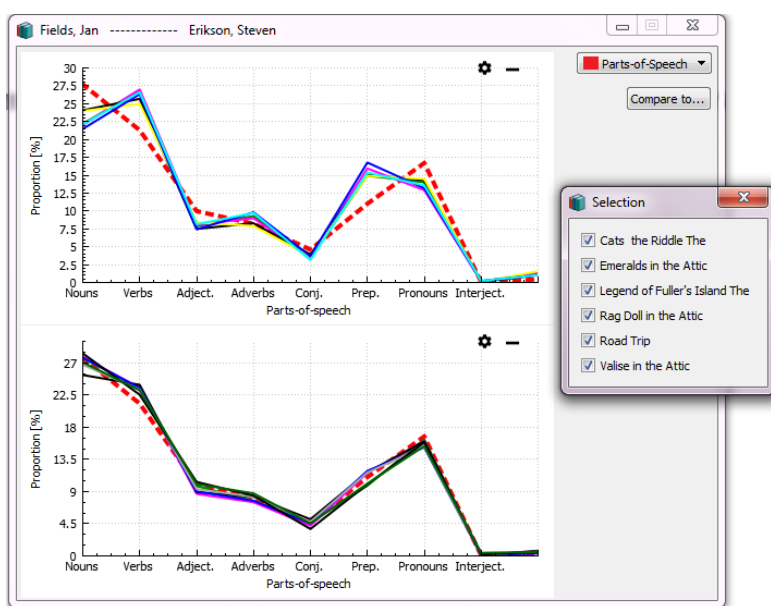 Fields, Jan ------------- Erikson, Steven
Parts-of-Speech
Compare to...
30
27.5
25
22.5
20
17.5
15
12.5
10
7.5
5
2.5
0
Proportion [%]
Nouns Verbs Adject. Adverbs Conj. Prep. Pronouns Interject.
Parts-of-speech
Selection
Cats the Riddle The
Emeralds in the Attic
Legend of Fuller's Island The
Rag Doll in the Attic
Road Trip
Valise in the Attic
27
22.5
18
13.5
9
4.5
0
Proportion [%]
Nouns Verbs Adject. Adverbs Conj. Prep. Pronouns Interject.
Parts-of-speech